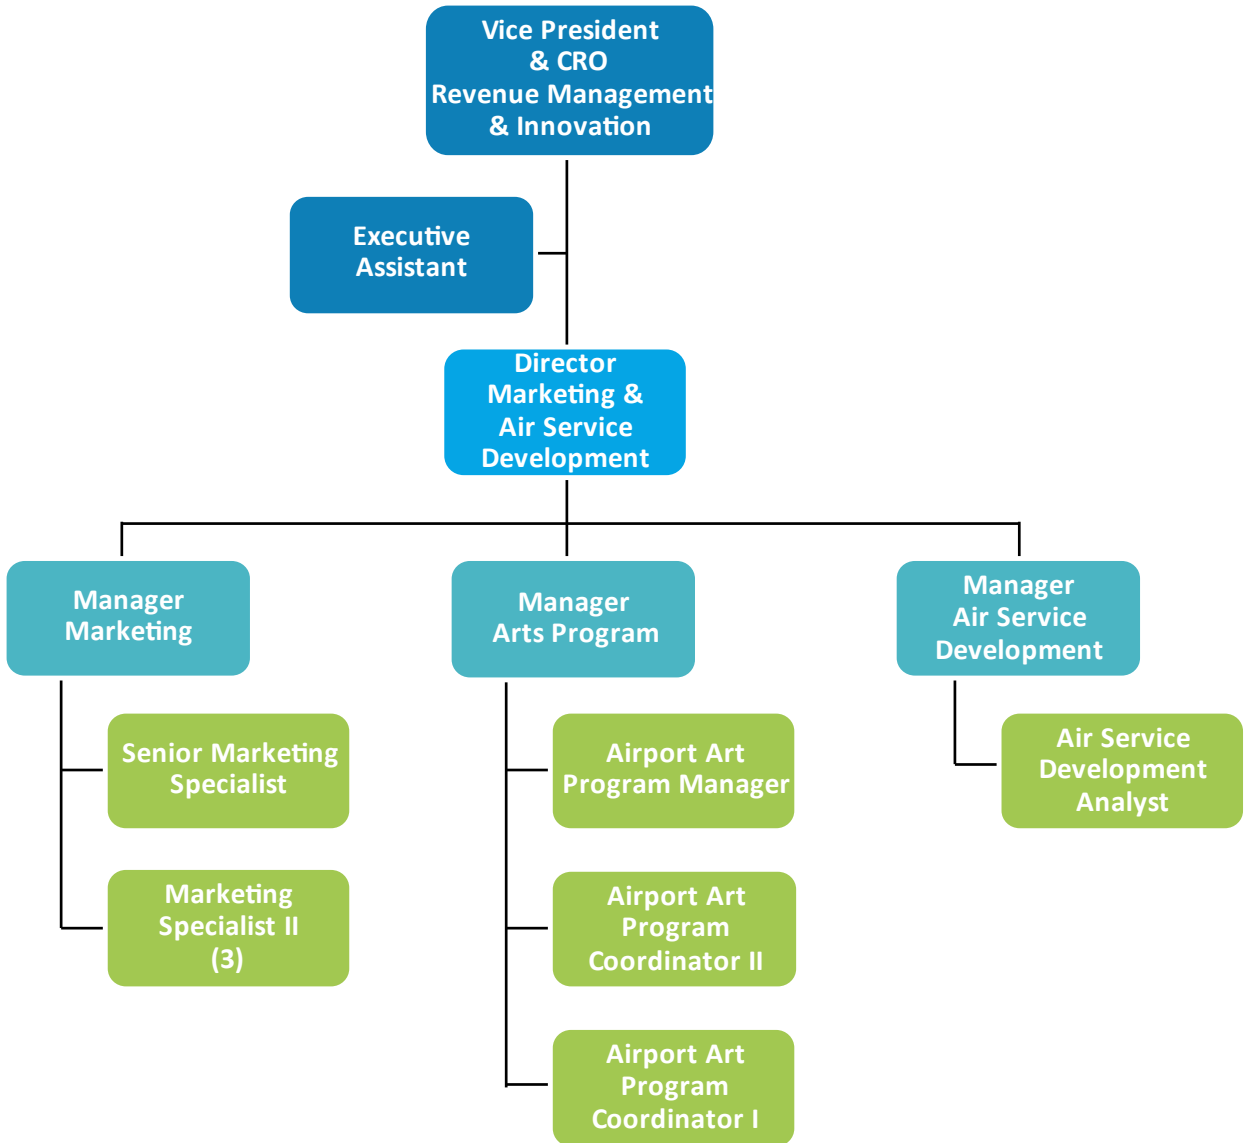 Vice President
& CRO
Revenue Management
& Innovation
Executive
Assistant
Director
Marketing &
Air Service
Development
Manager
Marketing
Manager
Arts Program
Manager
Air Service
Development
Senior Marketing
Specialist
Airport Art
Program Manager
Air Service
Development
Analyst
Marketing
Specialist II
(3)
Airport Art
Program
Coordinator II
Airport Art
Program
Coordinator I